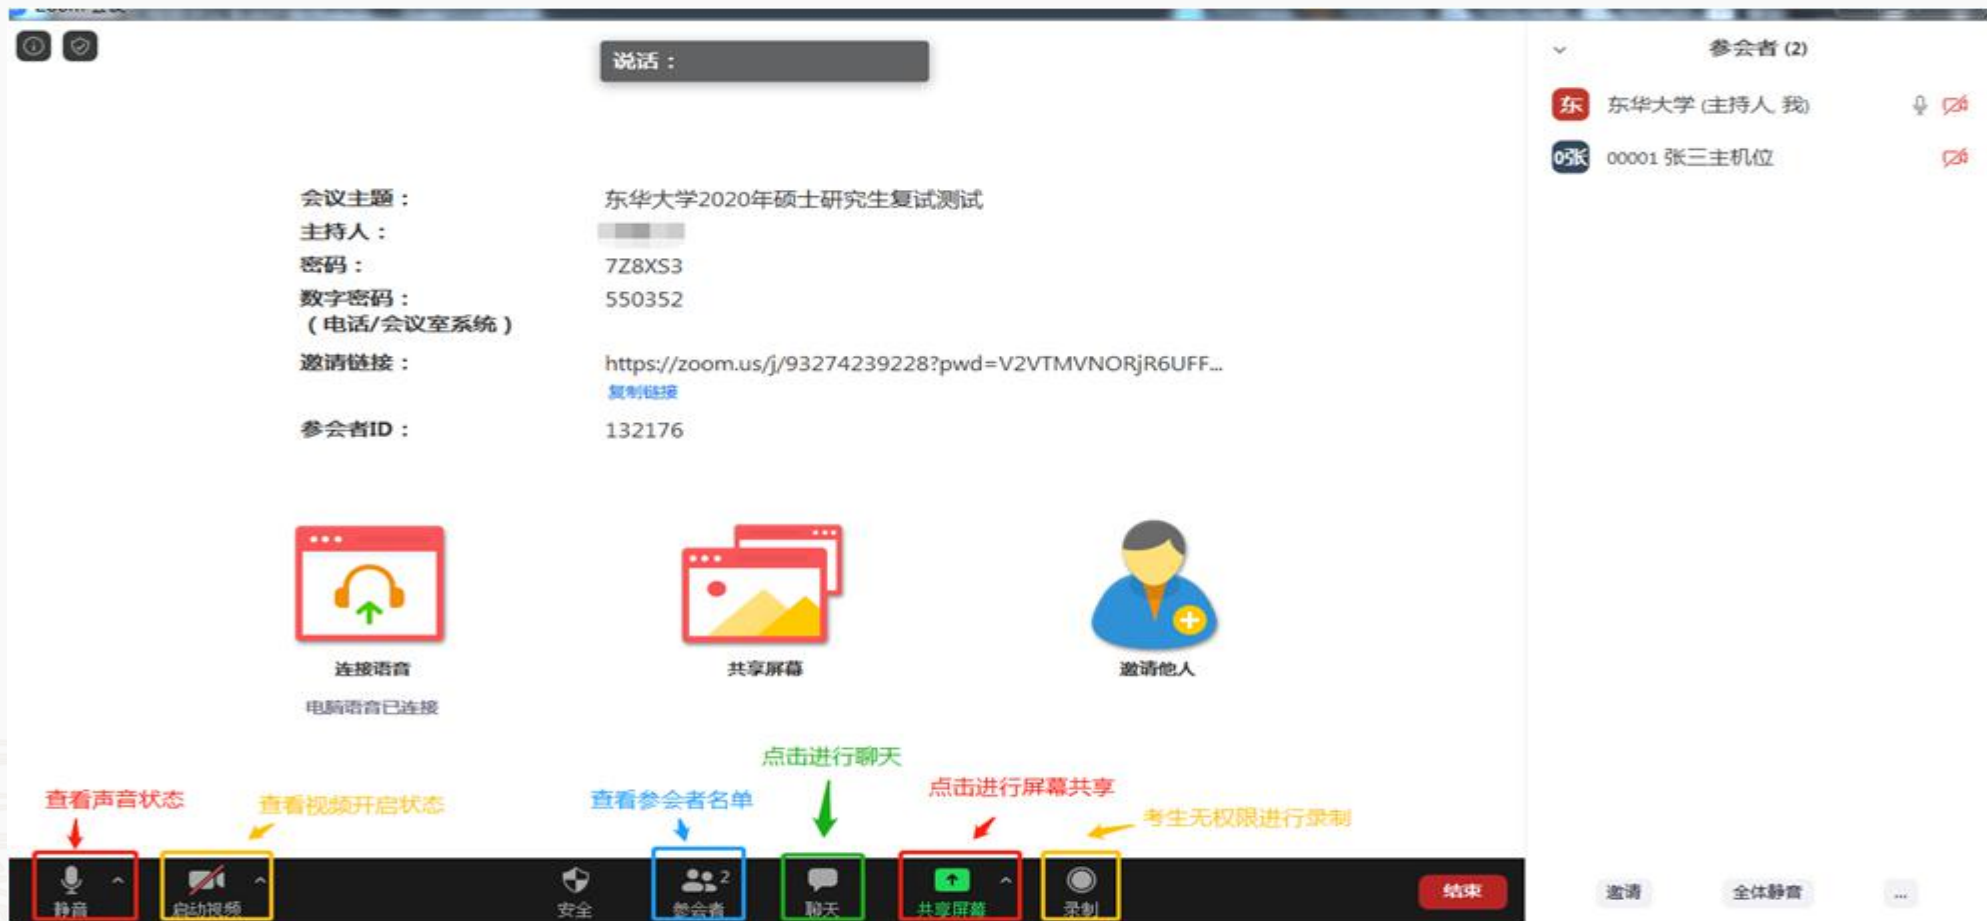 说话：
参会者 (2)
东
东华大学 (主持人, 我)
0张
00001 张三主机位
会议主题： 东华大学2020年硕士研究生复试测试
主持人：
密码： 7Z8XS3
数字密码： 550352
（电话/会议室系统）
邀请链接： https://zoom.us/j/93274239228?pwd=V2VTMVNORjR6UFF...
复制链接
参会者ID： 132176
连接语音
共享屏幕
邀请他人
电脑语音已连接
点击进行聊天
查看声音状态
查看视频开启状态
查看参会者名单
点击进行屏幕共享
考生无权限进行录制
2
静音
启动视频
安全
参会者
聊天
共享屏幕
录制
结束
邀请
全体静音
...